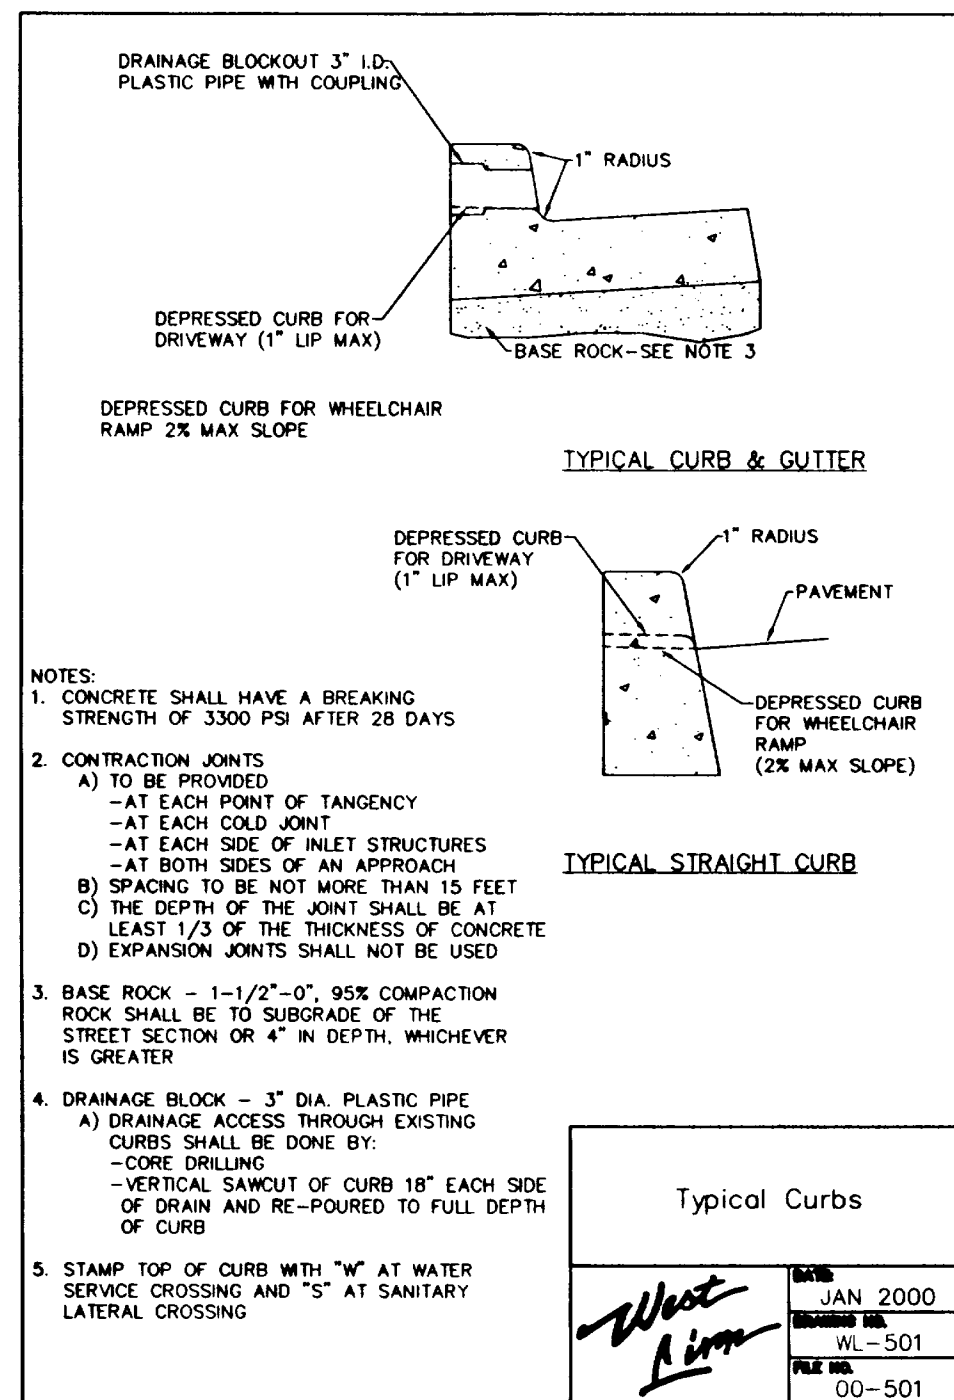 DRAINAGE BLOCKOUT 3" I.D.
PLASTIC PIPE WITH COUPLING
1" RADIUS
DEPRESSED CURB FOR
DRIVEWAY (1" LIP MAX)
BASE ROCK-SEE NOTE 3
DEPRESSED CURB FOR WHEELCHAIR
RAMP 2% MAX SLOPE
TYPICAL CURB & GUTTER
DEPRESSED CURB
FOR DRIVEWAY
(1" LIP MAX)
1" RADIUS
PAVEMENT
DEPRESSED CURB
FOR WHEELCHAIR
RAMP
(2% MAX SLOPE)
TYPICAL STRAIGHT CURB
NOTES:
1. CONCRETE SHALL HAVE A BREAKING
STRENGTH OF 3300 PSI AFTER 28 DAYS
2. CONTRACTION JOINTS
A) TO BE PROVIDED
-AT EACH POINT OF TANGENCY
-AT EACH COLD JOINT
-AT EACH SIDE OF INLET STRUCTURES
-AT BOTH SIDES OF AN APPROACH
B) SPACING TO BE NOT MORE THAN 15 FEET
C) THE DEPTH OF THE JOINT SHALL BE AT
LEAST 1/3 OF THE THICKNESS OF CONCRETE
D) EXPANSION JOINTS SHALL NOT BE USED
3. BASE ROCK - 1-1/2"-0", 95% COMPACTION
ROCK SHALL BE TO SUBGRADE OF THE
STREET SECTION OR 4" IN DEPTH, WHICHEVER
IS GREATER
4. DRAINAGE BLOCK - 3" DIA. PLASTIC PIPE
A) DRAINAGE ACCESS THROUGH EXISTING
CURBS SHALL BE DONE BY:
-CORE DRILLING
-VERTICAL SAWCUT OF CURB 18" EACH SIDE
OF DRAIN AND RE-POURED TO FULL DEPTH
OF CURB
5. STAMP TOP OF CURB WITH "W" AT WATER
SERVICE CROSSING AND "S" AT SANITARY
LATERAL CROSSING
Typical Curbs
West
Linn
DATE:
JAN 2000
DRAWING NO.
WL-501
FILE NO.
00-501